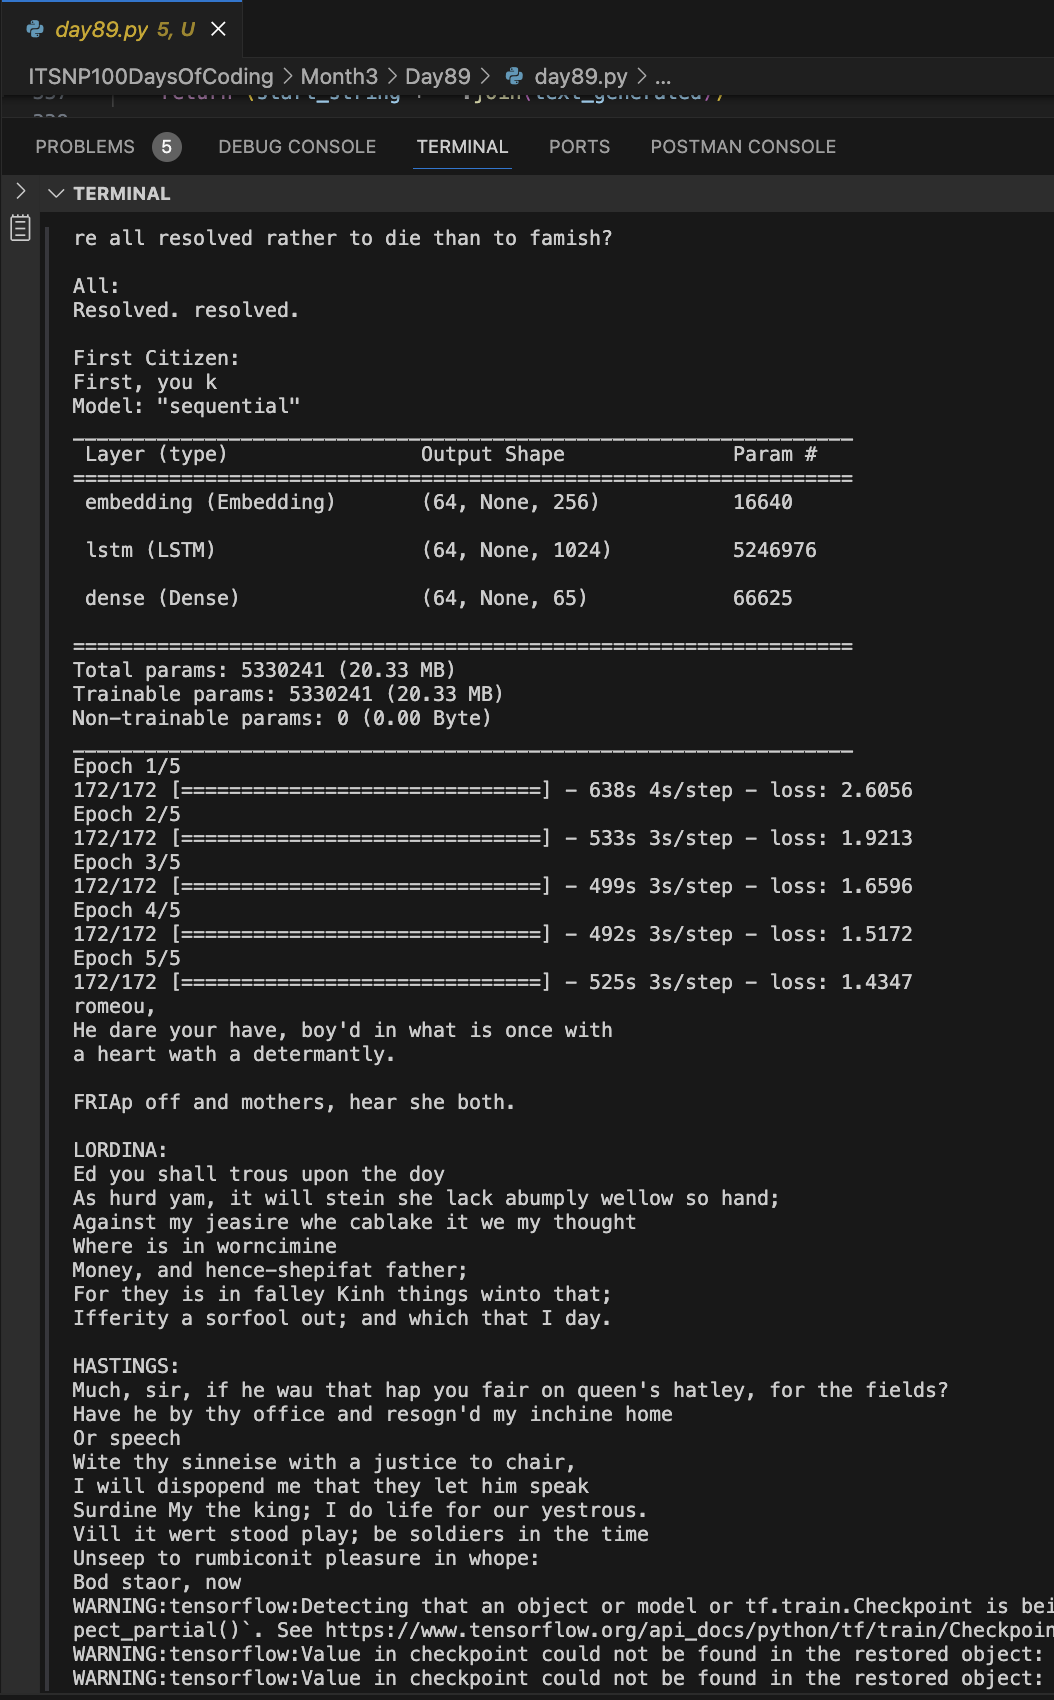 day89.py 5, U
ITSNP100DaysOfCoding > Month3 > Day89 > day89.py > ...
PROBLEMS 5 DEBUG CONSOLE TERMINAL PORTS POSTMAN CONSOLE
TERMINAL
re all resolved rather to die than to famish?
All:
Resolved. resolved.
First Citizen:
First, you k
Model: "sequential"
Layer (type) Output Shape Param #
=================================================================
embedding (Embedding) (64, None, 256) 16640
lstm (LSTM) (64, None, 1024) 5246976
dense (Dense) (64, None, 65) 66625
=================================================================
Total params: 5330241 (20.33 MB)
Trainable params: 5330241 (20.33 MB)
Non-trainable params: 0 (0.00 Byte)
Epoch 1/5
172/172 [==============================] - 638s 4s/step - loss: 2.6056
Epoch 2/5
172/172 [==============================] - 533s 3s/step - loss: 1.9213
Epoch 3/5
172/172 [==============================] - 499s 3s/step - loss: 1.6596
Epoch 4/5
172/172 [==============================] - 492s 3s/step - loss: 1.5172
Epoch 5/5
172/172 [==============================] - 525s 3s/step - loss: 1.4347
romeou,
He dare your have, boy'd in what is once with
a heart wath a determantly.
FRIAp off and mothers, hear she both.
LORDINA:
Ed you shall trous upon the doy
As hurd yam, it will stein she lack abumply wellow so hand;
Against my jeasire whe cablake it we my thought
Where is in worncimine
Money, and hence-shepifat father;
For they is in falley Kinh things winto that;
Ifferity a sorfool out; and which that I day.
HASTINGS:
Much, sir, if he wau that hap you fair on queen's hatley, for the fields?
Have he by thy office and resogn'd my inchine home
Or speech
Wite thy sinneise with a justice to chair,
I will dispopend me that they let him speak
Surdine My the king; I do life for our yestrous.
Vill it wert stood play; be soldiers in the time
Unseep to rumbiconit pleasure in whope:
Bod staor, now
WARNING:tensorflow:Detecting that an object or model or tf.train.Checkpoint is bei
pect_partial()`. See https://www.tensorflow.org/api_docs/python/tf/train/Checkpoin
WARNING:tensorflow:Value in checkpoint could not be found in the restored object:
WARNING:tensorflow:Value in checkpoint could not be found in the restored object: